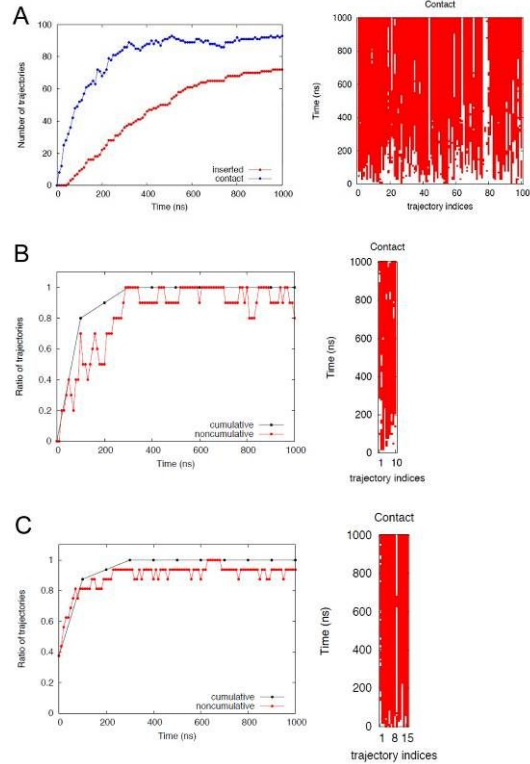 A
Number of trajectories
100
80
60
40
20
0
inserted
contact
0 200 400 600 800 1000
Time (ns)
Contact
Time (ns)
1000
800
600
400
200
0
0 20 40 60 80 100
trajectory indices
B
Ratio of trajectories
1
0.8
0.6
0.4
0.2
0
cumulative
noncumulative
0 200 400 600 800 1000
Time (ns)
Contact
Time (ns)
1000
800
600
400
200
0
1 10
trajectory indices
C
Ratio of trajectories
1
0.8
0.6
0.4
0.2
0
cumulative
noncumulative
0 200 400 600 800 1000
Time (ns)
Contact
Time (ns)
1000
800
600
400
200
0
1 8 15
trajectory indices